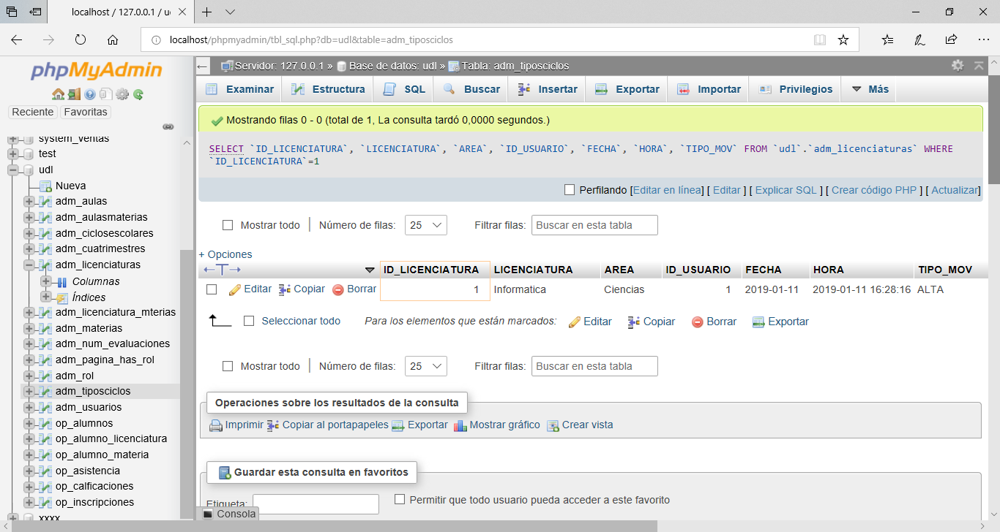 localhost / 127.0.0.1 / u
localhost/phpmyadmin/tbl_sql.php?db=udl&table=adm_tiposciclos
phpMyAdmin
Reciente Favoritas
system_ventas
test
udl
Nueva
adm_aulas
adm_aulasmaterias
adm_ciclosescolares
adm_cuatrimestres
adm_licenciaturas
Columnas
Índices
adm_licenciatura_mterias
adm_materias
adm_num_evaluaciones
adm_pagina_has_rol
adm_rol
adm_tiposciclos
adm_usuarios
op_alumnos
op_alumno_licenciatura
op_alumno_materia
op_asistencia
op_calficaciones
op_inscripciones
xxxx
Servidor: 127.0.0.1 » Base de datos: udl » Tabla: adm_tiposciclos
Examinar Estructura SQL Buscar Insertar Exportar Importar Privilegios Más
Mostrando filas 0 - 0 (total de 1, La consulta tardó 0,0000 segundos.)
SELECT `ID_LICENCIATURA`, `LICENCIATURA`, `AREA`, `ID_USUARIO`, `FECHA`, `HORA`, `TIPO_MOV` FROM `udl`.`adm_licenciaturas` WHERE
`ID_LICENCIATURA`=1
Perfilando [Editar en línea] [ Editar ] [ Explicar SQL ] [ Crear código PHP ] [ Actualizar]
Mostrar todo Número de filas: 25 Filtrar filas: Buscar en esta tabla
+ Opciones
←T→ ID_LICENCIATURA LICENCIATURA AREA ID_USUARIO FECHA HORA TIPO_MOV
Editar Copiar Borrar 1 Informatica Ciencias 1 2019-01-11 2019-01-11 16:28:16 ALTA
Seleccionar todo Para los elementos que están marcados: Editar Copiar Borrar Exportar
Mostrar todo Número de filas: 25 Filtrar filas: Buscar en esta tabla
Operaciones sobre los resultados de la consulta
Imprimir Copiar al portapapeles Exportar Mostrar gráfico Crear vista
Guardar esta consulta en favoritos
Etiqueta: Permitir que todo usuario pueda acceder a este favorito
Consola